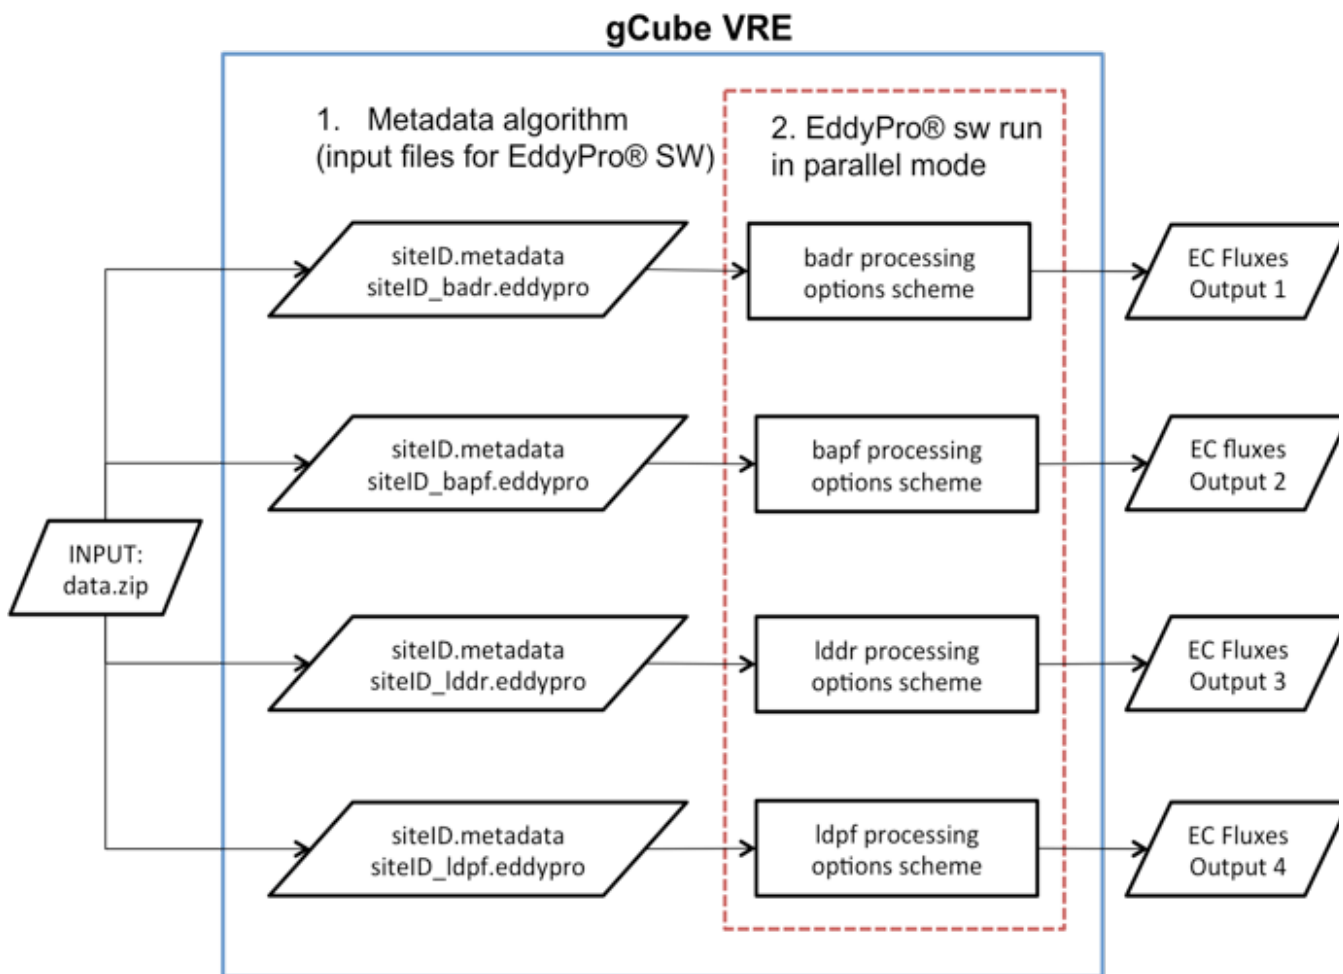 gCube VRE
1. Metadata algorithm
(input files for EddyPro® SW)
2. EddyPro® sw run
in parallel mode
siteID.metadata
siteID_badr.eddypro
badr processing
options scheme
EC Fluxes
Output 1
siteID.metadata
siteID_bapf.eddypro
bapf processing
options scheme
EC fluxes
Output 2
INPUT:
data.zip
siteID.metadata
siteID_lddr.eddypro
lddr processing
options scheme
EC Fluxes
Output 3
siteID.metadata
siteID_ldpf.eddypro
ldpf processing
options scheme
EC Fluxes
Output 4